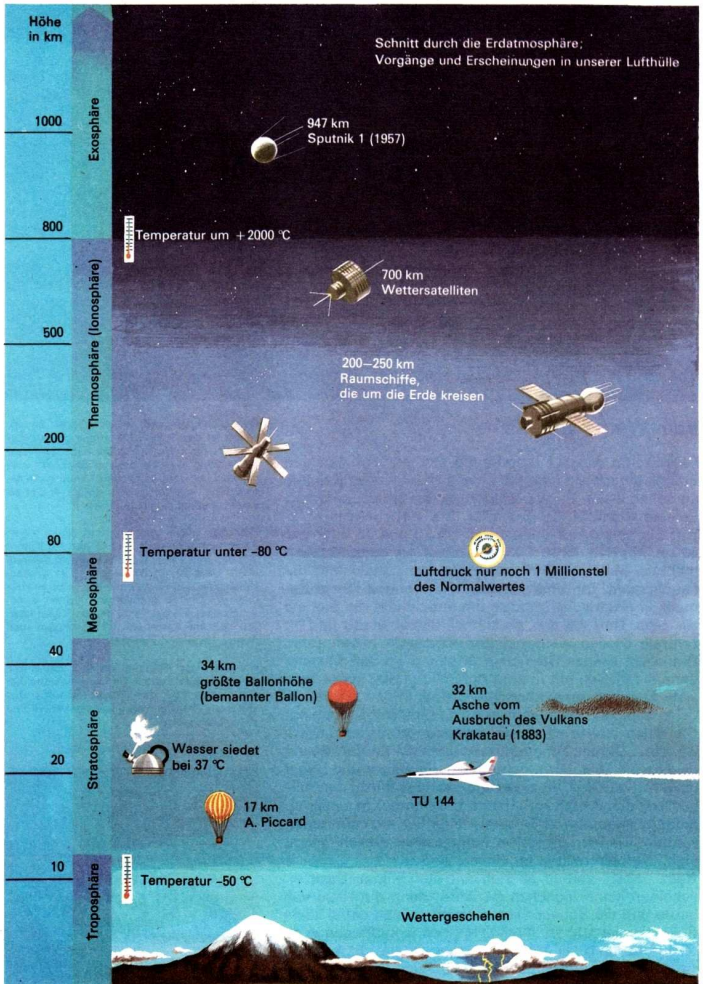 Höhe
in km
Schnitt durch die Erdatmosphäre;
Vorgänge und Erscheinungen in unserer Lufthülle
Exosphäre
1000
947 km
Sputnik 1 (1957)
800
Temperatur um +2000 °C
Thermosphäre (Ionosphäre)
700 km
Wettersatelliten
500
200–250 km
Raumschiffe,
die um die Erde kreisen
200
80
Temperatur unter –80 °C
Luftdruck nur noch 1 Millionstel
des Normalwertes
Mesosphäre
40
34 km
größte Ballonhöhe
(bemannter Ballon)
32 km
Asche vom
Ausbruch des Vulkans
Krakatau (1883)
Stratosphäre
Wasser siedet
bei 37 °C
20
TU 144
17 km
A. Piccard
10
Temperatur –50 °C
Troposphäre
Wettergeschehen